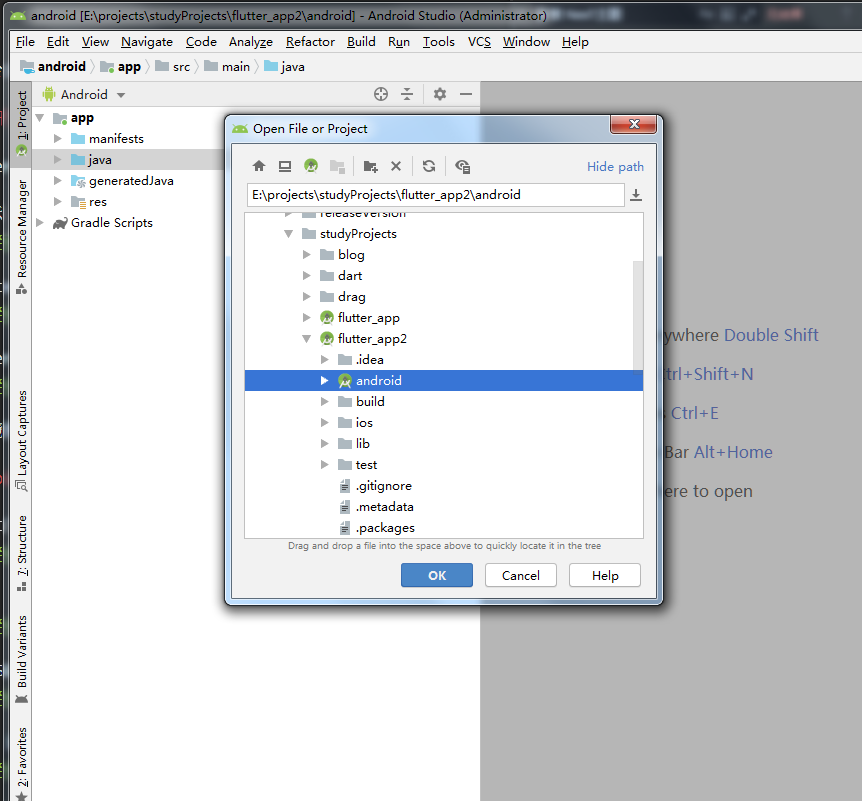 android [E:\projects\studyProjects\flutter_app2\android] - Android Studio (Administrator)
File Edit View Navigate Code Analyze Refactor Build Run Tools VCS Window Help
android app src main java
1: Project
Resource Manager
Layout Captures
7: Structure
Build Variants
2: Favorites
Android
app
manifests
java
generatedJava
res
Gradle Scripts
Open File or Project
Hide path
E:\projects\studyProjects\flutter_app2\android
releaseVersion
studyProjects
blog
dart
drag
flutter_app
flutter_app2
.idea
android
build
ios
lib
test
.gitignore
.metadata
.packages
Drag and drop a file into the space above to quickly locate it in the tree
OK Cancel Help
ywhere Double Shift
trl+Shift+N
Ctrl+E
Bar Alt+Home
ere to open